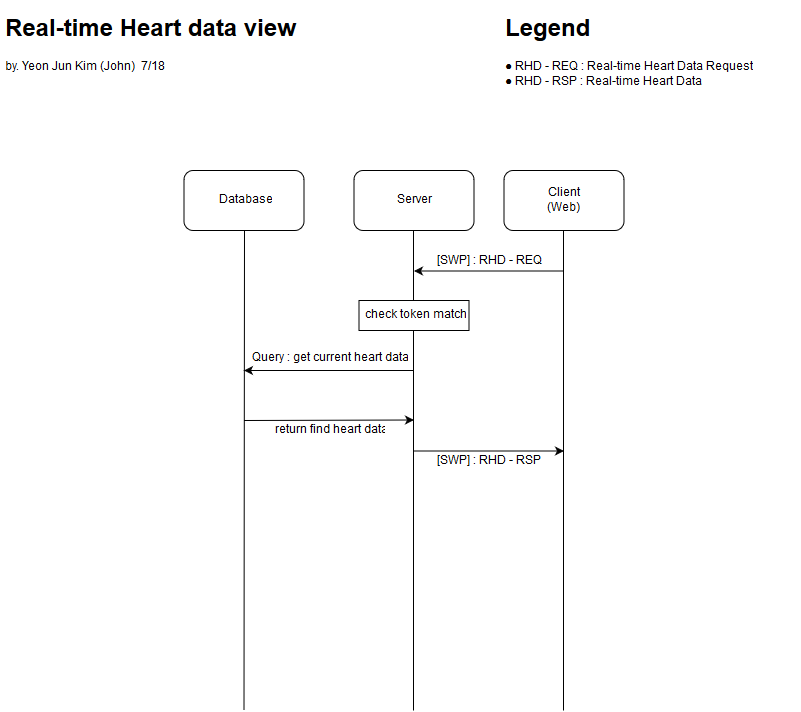 Real-time Heart data view
by. Yeon Jun Kim (John) 7/18
Legend
● RHD - REQ : Real-time Heart Data Request
● RHD - RSP : Real-time Heart Data
Database
Server
Client
(Web)
[SWP] : RHD - REQ
check token match
Query : get current heart data
return find heart data
[SWP] : RHD - RSP